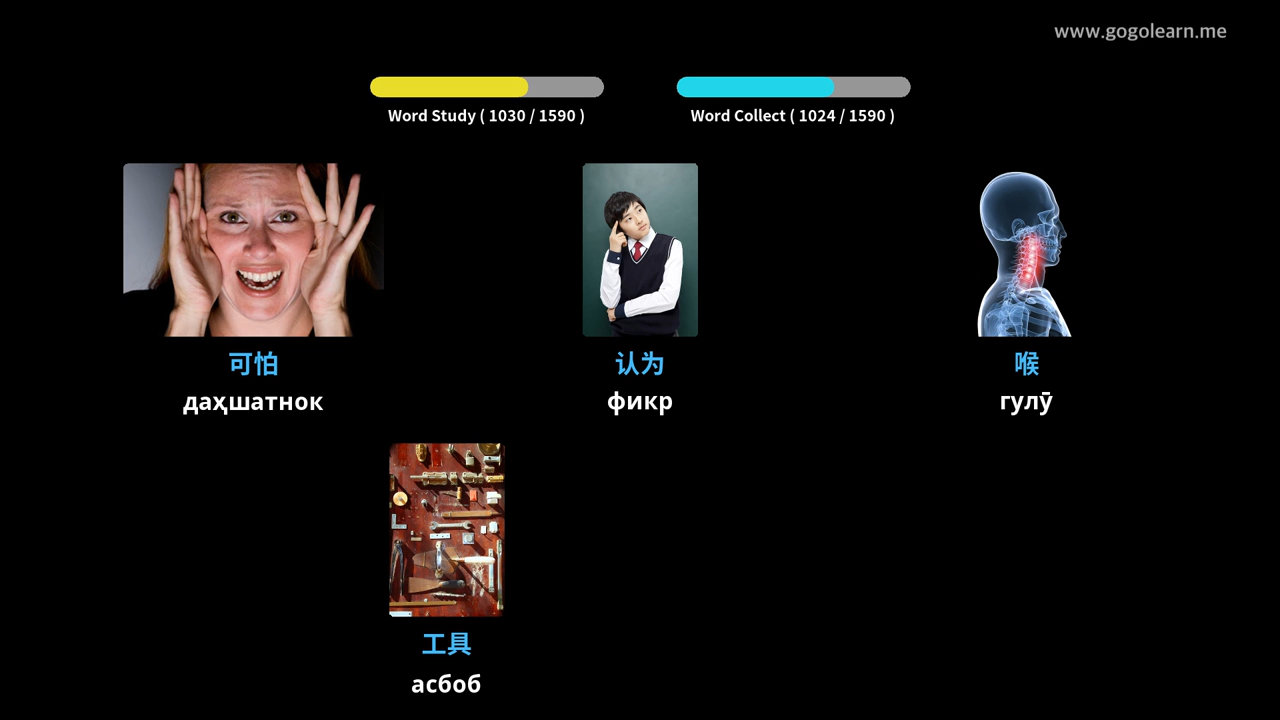 www.gogolearn.me
Word Study ( 1030 / 1590 )
Word Collect ( 1024 / 1590 )
可怕
认为
喉
даҳшатнок
фикр
гулӯ
工具
асбоб